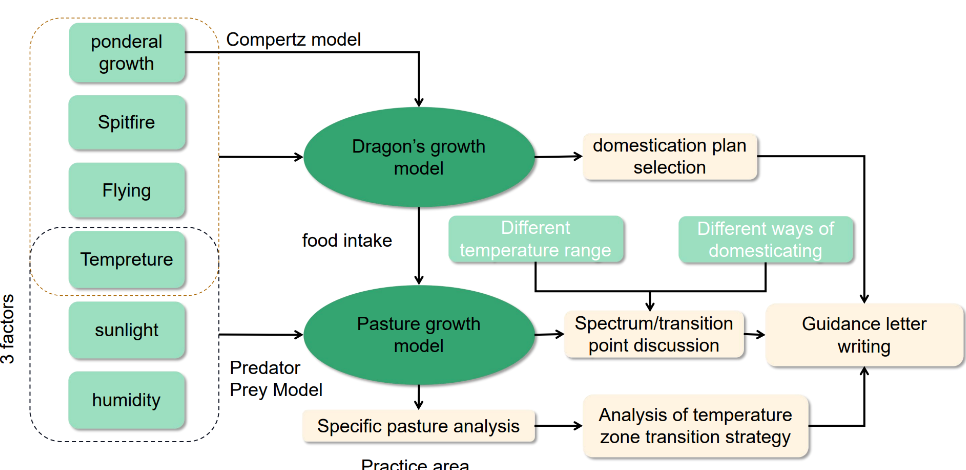 ponderal
growth
Compertz model
Spitfire
Flying
Tempreture
sunlight
humidity
3 factors
Dragon's growth
model
domestication plan
selection
food intake
Different
temperature range
Different ways of
domesticating
Pasture growth
model
Spectrum/transition
point discussion
Guidance letter
writing
Predator
Prey Model
Specific pasture analysis
Analysis of temperature
zone transition strategy
Practice area